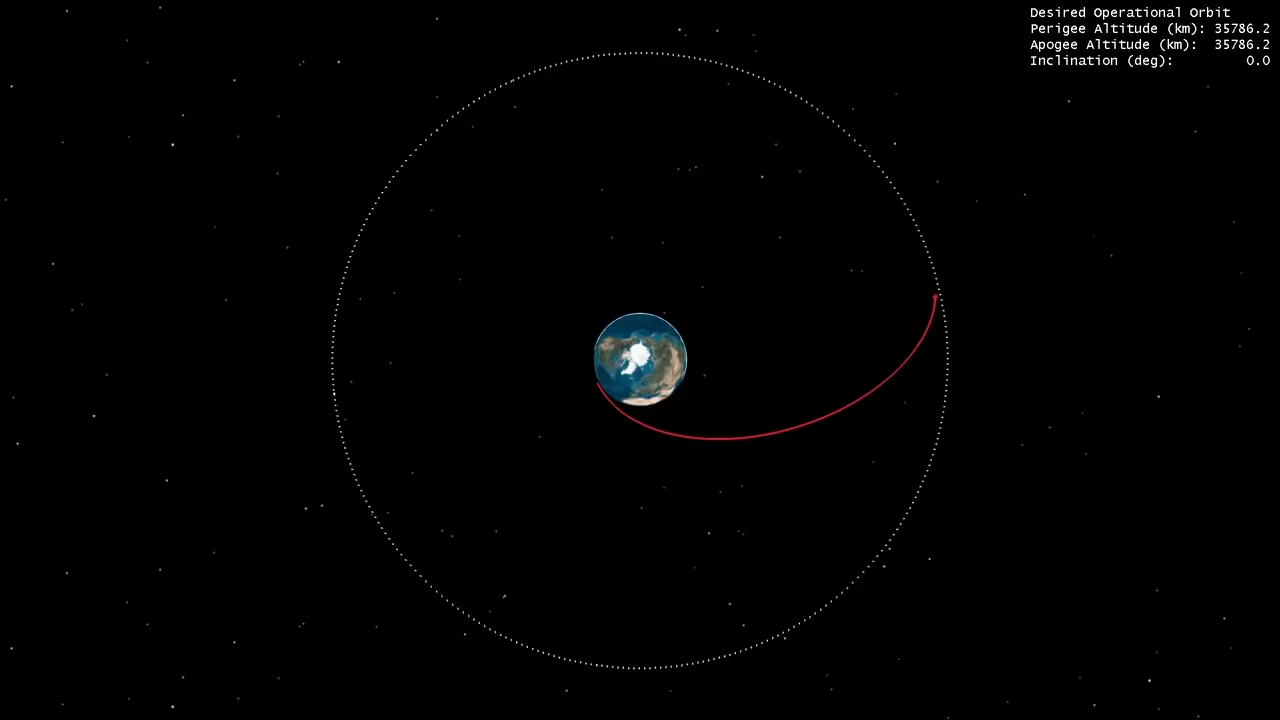 Desired Operational Orbit
Perigee Altitude (km): 35786.2
Apogee Altitude (km): 35786.2
Inclination (deg): 0.0